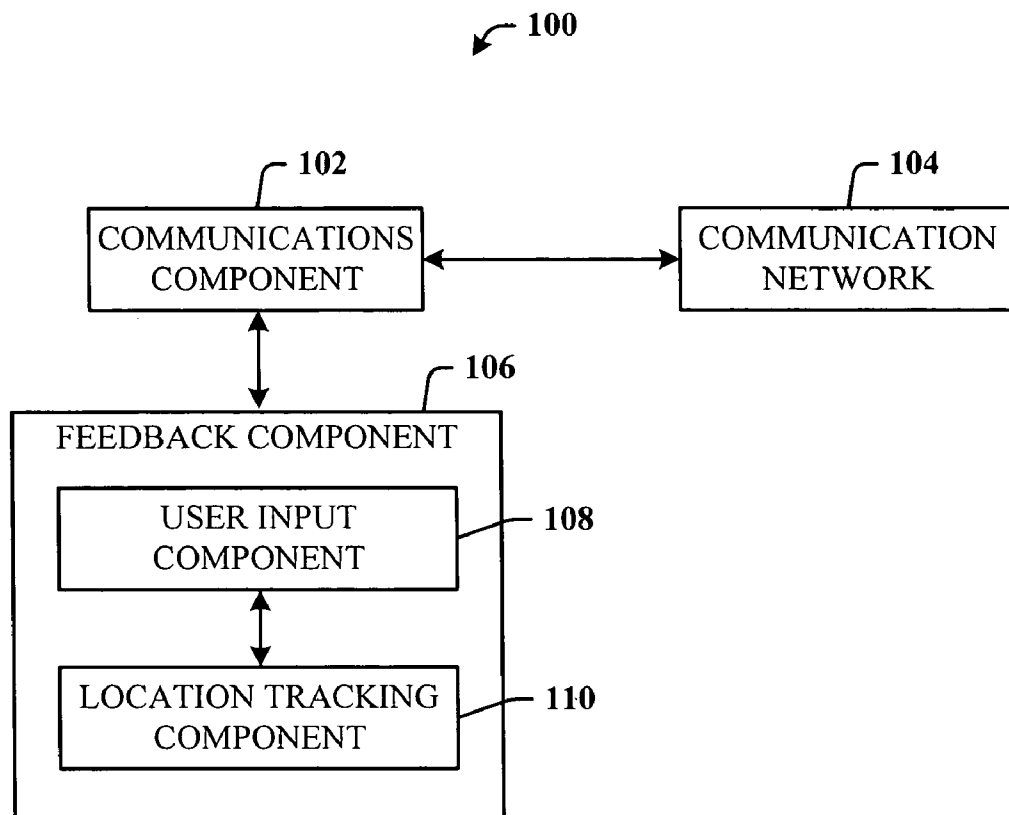 100
102
104
COMMUNICATIONS
COMPONENT
COMMUNICATION
NETWORK
106
FEEDBACK COMPONENT
USER INPUT
COMPONENT
108
LOCATION TRACKING
COMPONENT
110